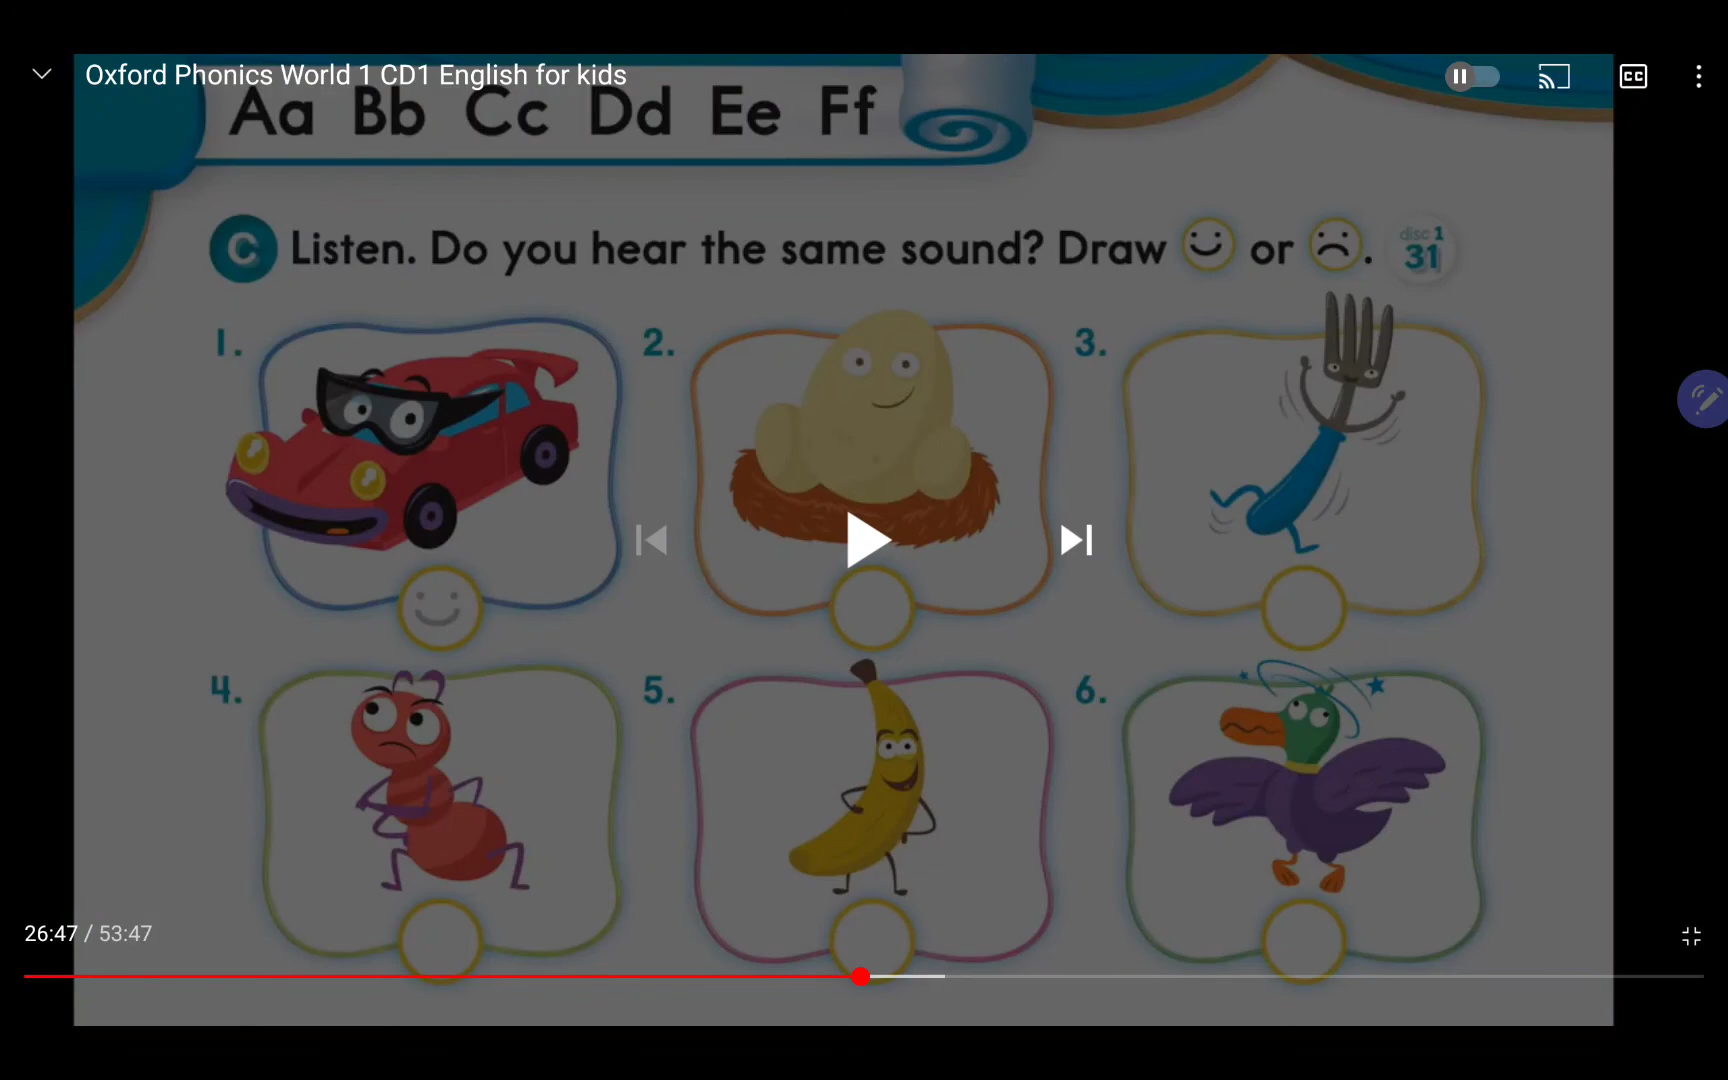 Oxford Phonics World 1 CD1 English for kids
Aa Bb Cc Dd Ee Ff
C Listen. Do you hear the same sound? Draw or .
disc 1
31
1.
2.
3.
4.
5.
6.
26:47 / 53:47
CC